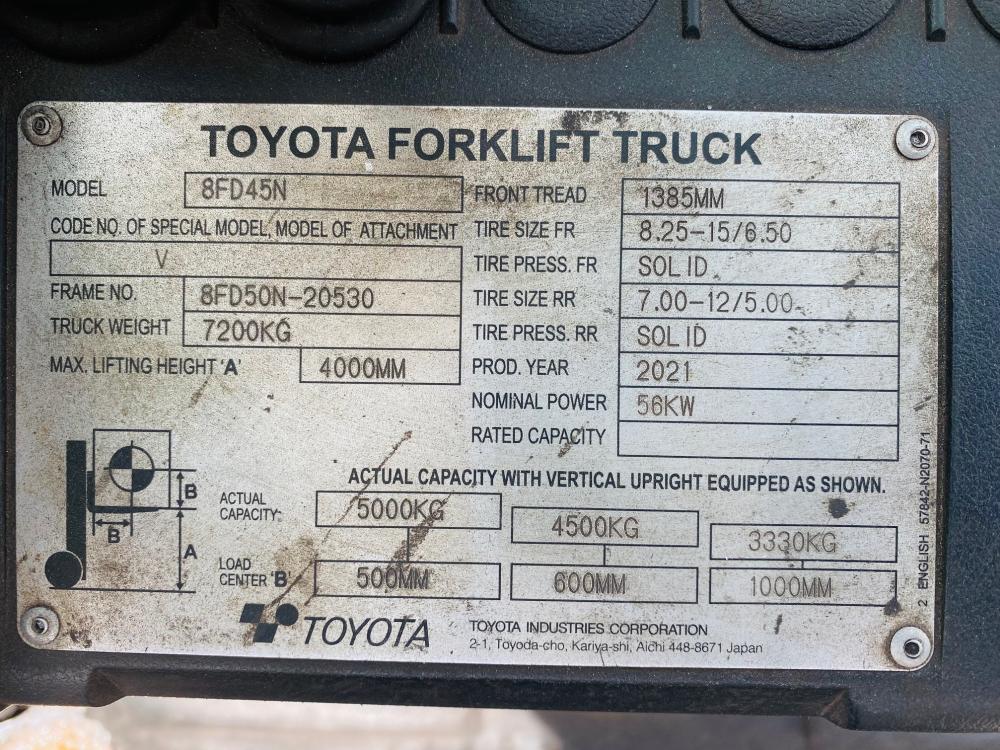 TOYOTA FORKLIFT TRUCK
MODEL 8FD45N
CODE NO. OF SPECIAL MODEL, MODEL OF ATTACHMENT
V
FRAME NO. 8FD50N-20530
TRUCK WEIGHT 7200KG
MAX. LIFTING HEIGHT 'A' 4000MM
FRONT TREAD 1385MM
TIRE SIZE FR 8.25-15/6.50
TIRE PRESS. FR SOLID
TIRE SIZE RR 7.00-12/5.00
TIRE PRESS. RR SOLID
PROD. YEAR 2021
NOMINAL POWER 56KW
RATED CAPACITY
ACTUAL CAPACITY WITH VERTICAL UPRIGHT EQUIPPED AS SHOWN.
B
B
A
ACTUAL
CAPACITY: 5000KG 4500KG 3330KG
LOAD
CENTER 'B' 500MM 600MM 1000MM
TOYOTA
TOYOTA INDUSTRIES CORPORATION
2-1, Toyoda-cho, Kariya-shi, Aichi 448-8671 Japan
2 ENGLISH 57842-N2070-71